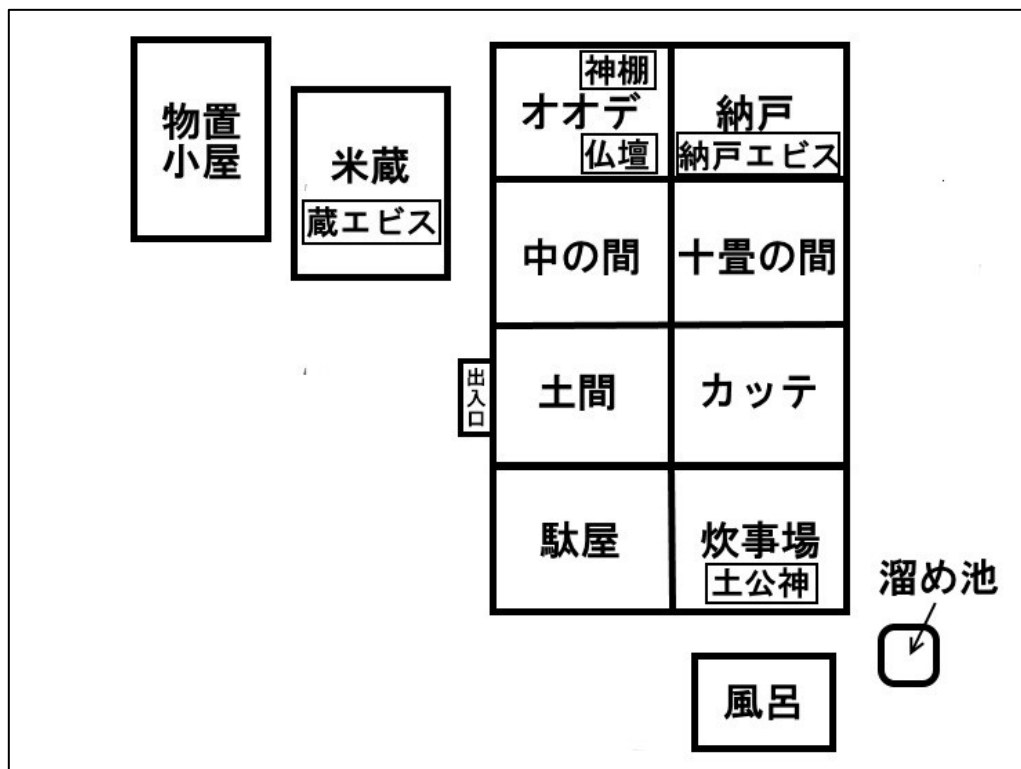 物置
小屋
米蔵
蔵エビス
神棚
オオデ
仏壇
納戸
納戸エビス
中の間
十畳の間
出入口
土間
カッテ
駄屋
炊事場
土公神
溜め池
風呂